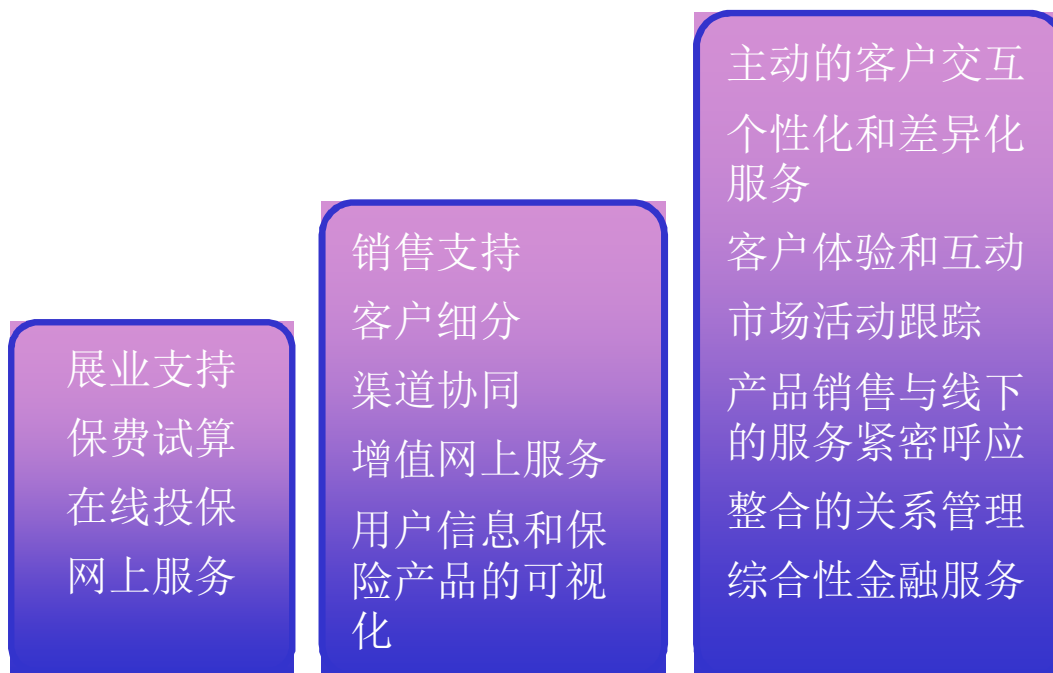 展业支持
保费试算
在线投保
网上服务
销售支持
客户细分
渠道协同
增值网上服务
用户信息和保
险产品的可视
化
主动的客户交互
个性化和差异化
服务
客户体验和互动
市场活动跟踪
产品销售与线下
的服务紧密呼应
整合的关系管理
综合性金融服务